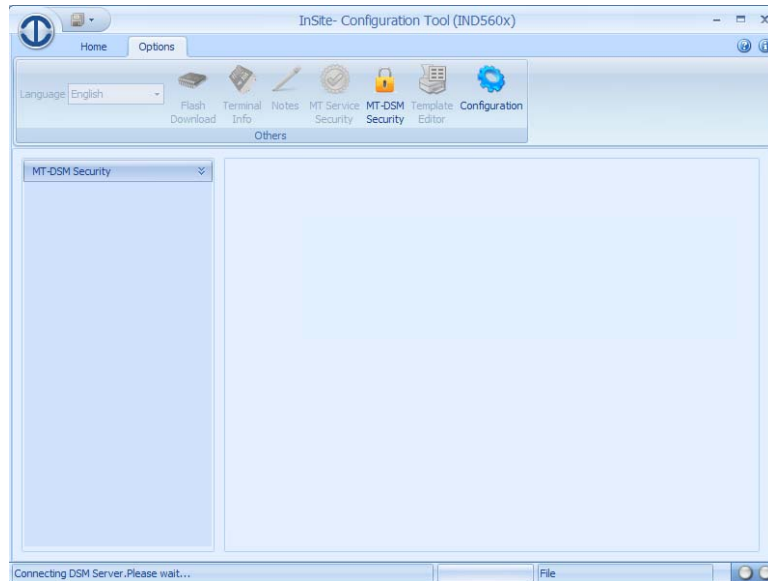 InSite- Configuration Tool (IND560x)
Home Options
Language English
Flash Download
Terminal Info
Notes
MT Service Security
MT-DSM Security
Template Editor
Configuration
Others
MT-DSM Security
Connecting DSM Server.Please wait...
File